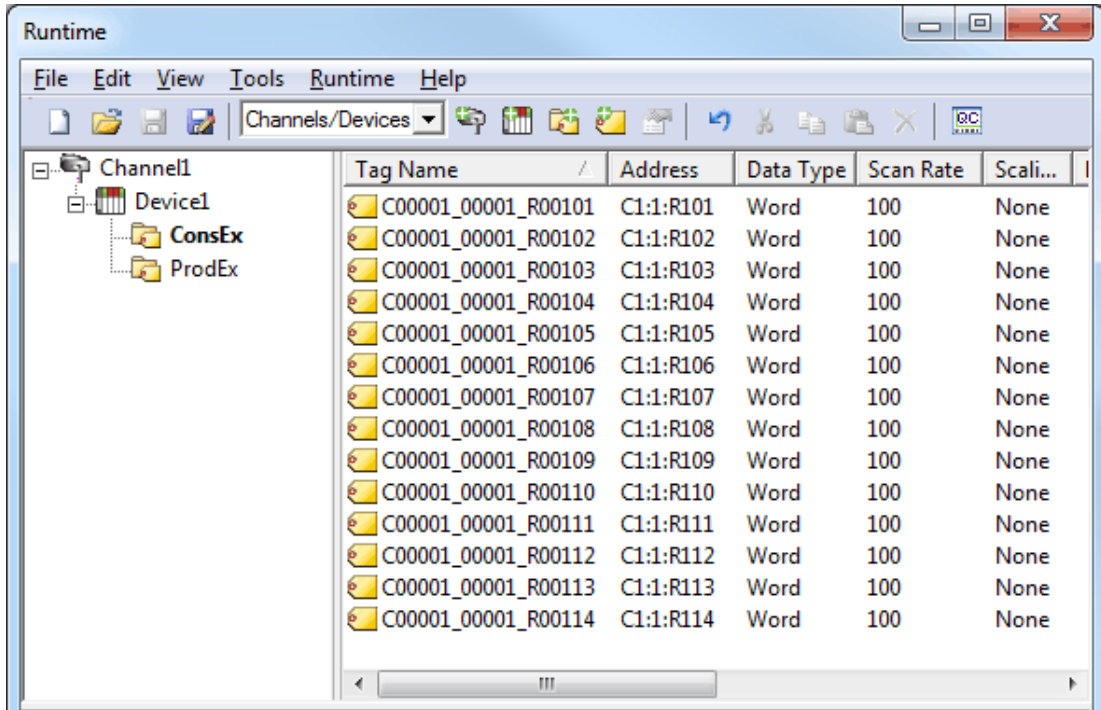 Runtime
File Edit View Tools Runtime Help
Channels/Devices QC
Channel1
Device1
ConsEx
ProdEx
Tag Name Address Data Type Scan Rate Scali...
C00001_00001_R00101 C1:1:R101 Word 100 None
C00001_00001_R00102 C1:1:R102 Word 100 None
C00001_00001_R00103 C1:1:R103 Word 100 None
C00001_00001_R00104 C1:1:R104 Word 100 None
C00001_00001_R00105 C1:1:R105 Word 100 None
C00001_00001_R00106 C1:1:R106 Word 100 None
C00001_00001_R00107 C1:1:R107 Word 100 None
C00001_00001_R00108 C1:1:R108 Word 100 None
C00001_00001_R00109 C1:1:R109 Word 100 None
C00001_00001_R00110 C1:1:R110 Word 100 None
C00001_00001_R00111 C1:1:R111 Word 100 None
C00001_00001_R00112 C1:1:R112 Word 100 None
C00001_00001_R00113 C1:1:R113 Word 100 None
C00001_00001_R00114 C1:1:R114 Word 100 None